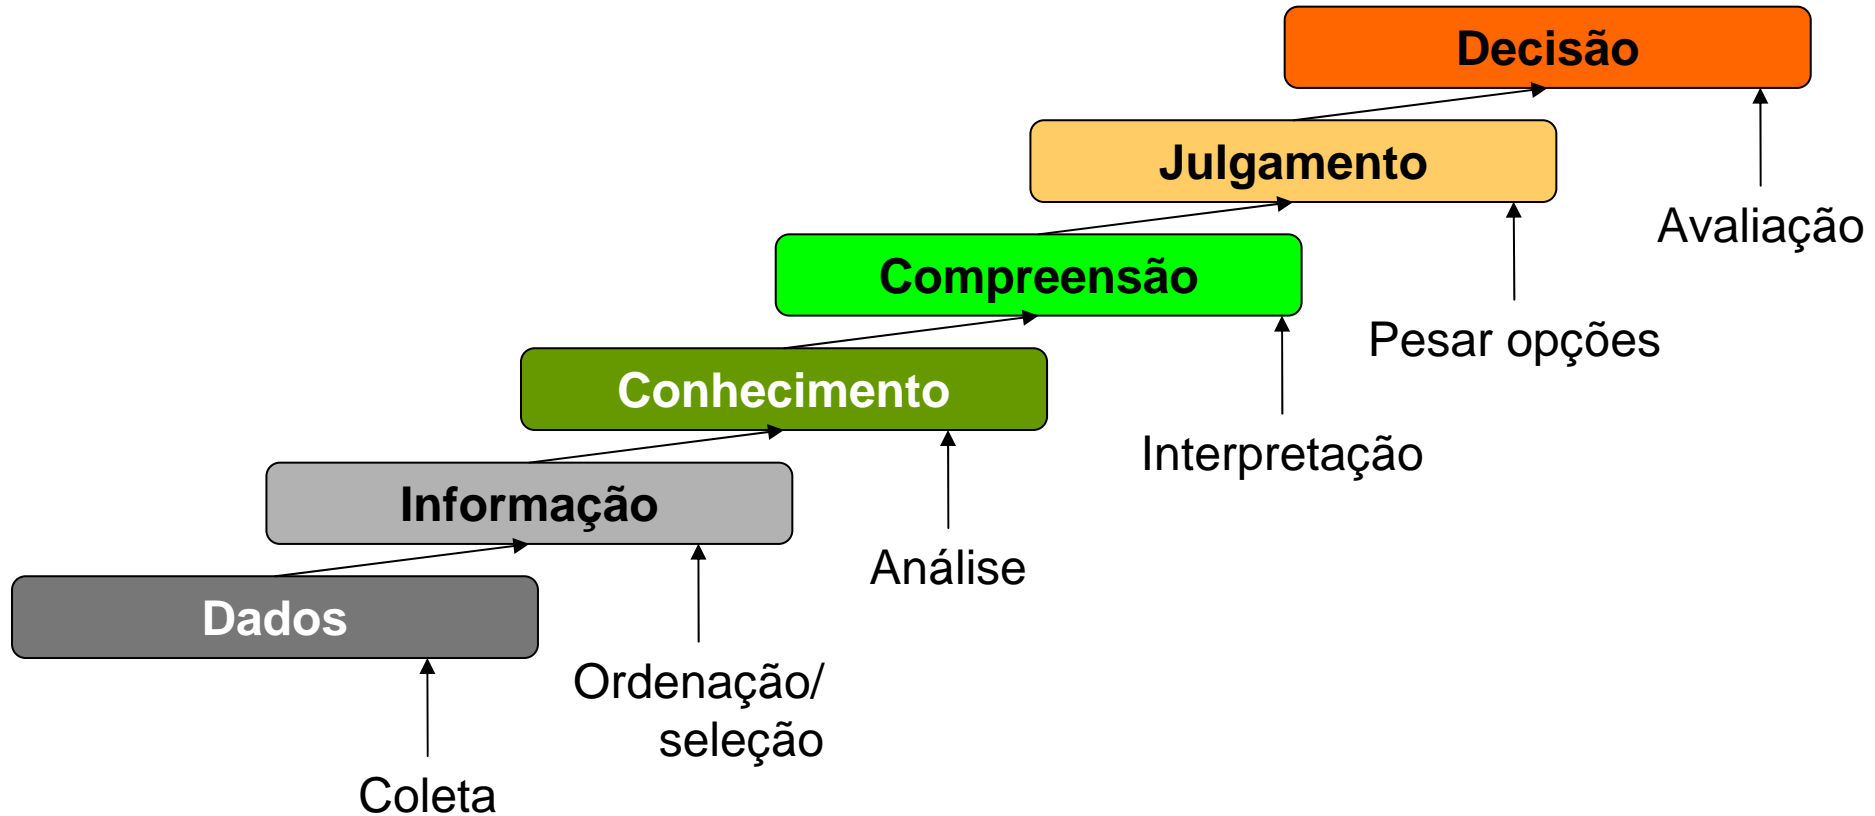 Decisão
Julgamento
Avaliação
Compreensão
Pesar opções
Conhecimento
Interpretação
Informação
Análise
Dados
Ordenação/
seleção
Coleta